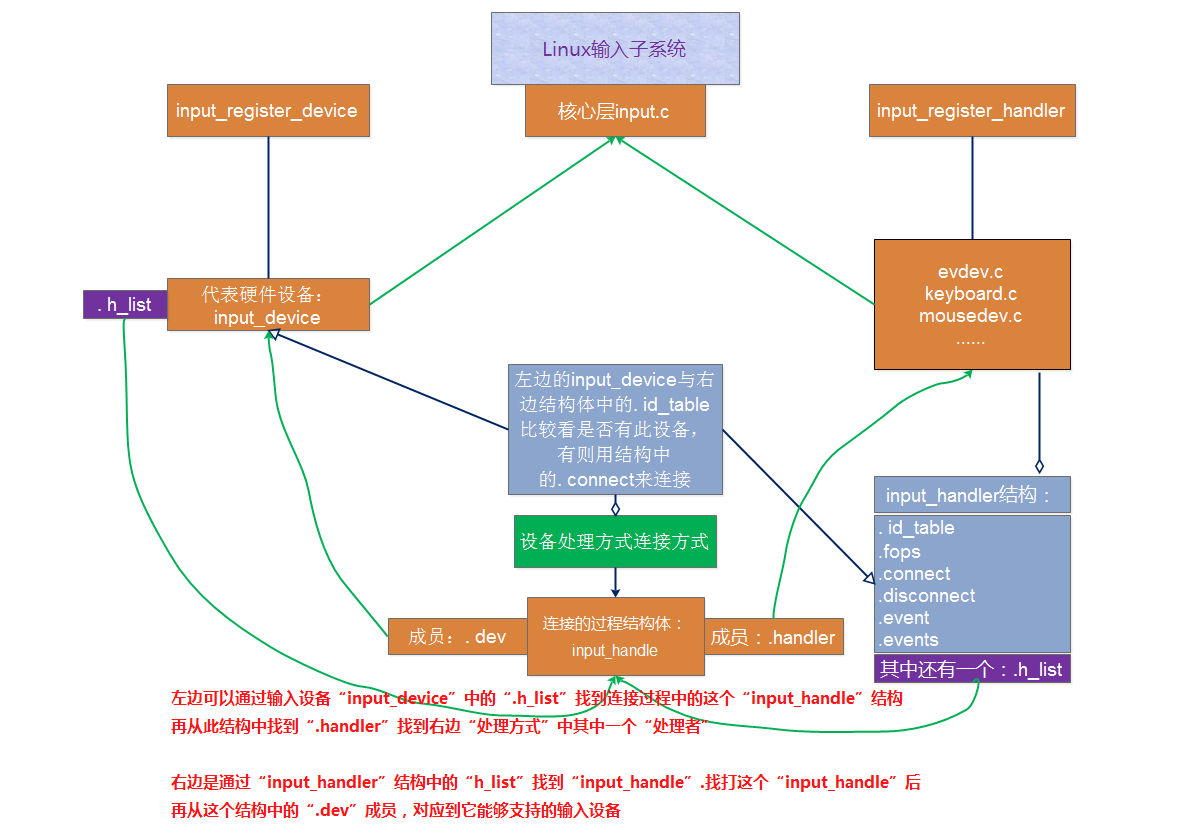 Linux输入子系统
input_register_device
核心层input.c
input_register_handler
. h_list
代表硬件设备：
input_device
evdev.c
keyboard.c
mousedev.c
......
左边的input_device与右
边结构体中的. id_table
比较看是否有此设备，
有则用结构中
的. connect来连接
设备处理方式连接方式
input_handler结构：
. id_table
.fops
.connect
.disconnect
.event
.events
其中还有一个：.h_list
成员：. dev
连接的过程结构体：
input_handle
成员：.handler
左边可以通过输入设备“input_device”中的“.h_list”找到连接过程中的这个“input_handle”结构
再从此结构中找到“.handler”找到右边“处理方式”中其中一个“处理者”
右边是通过“input_handler”结构中的“h_list”找到“input_handle”.找打这个“input_handle”后
再从这个结构中的“.dev”成员，对应到它能够支持的输入设备